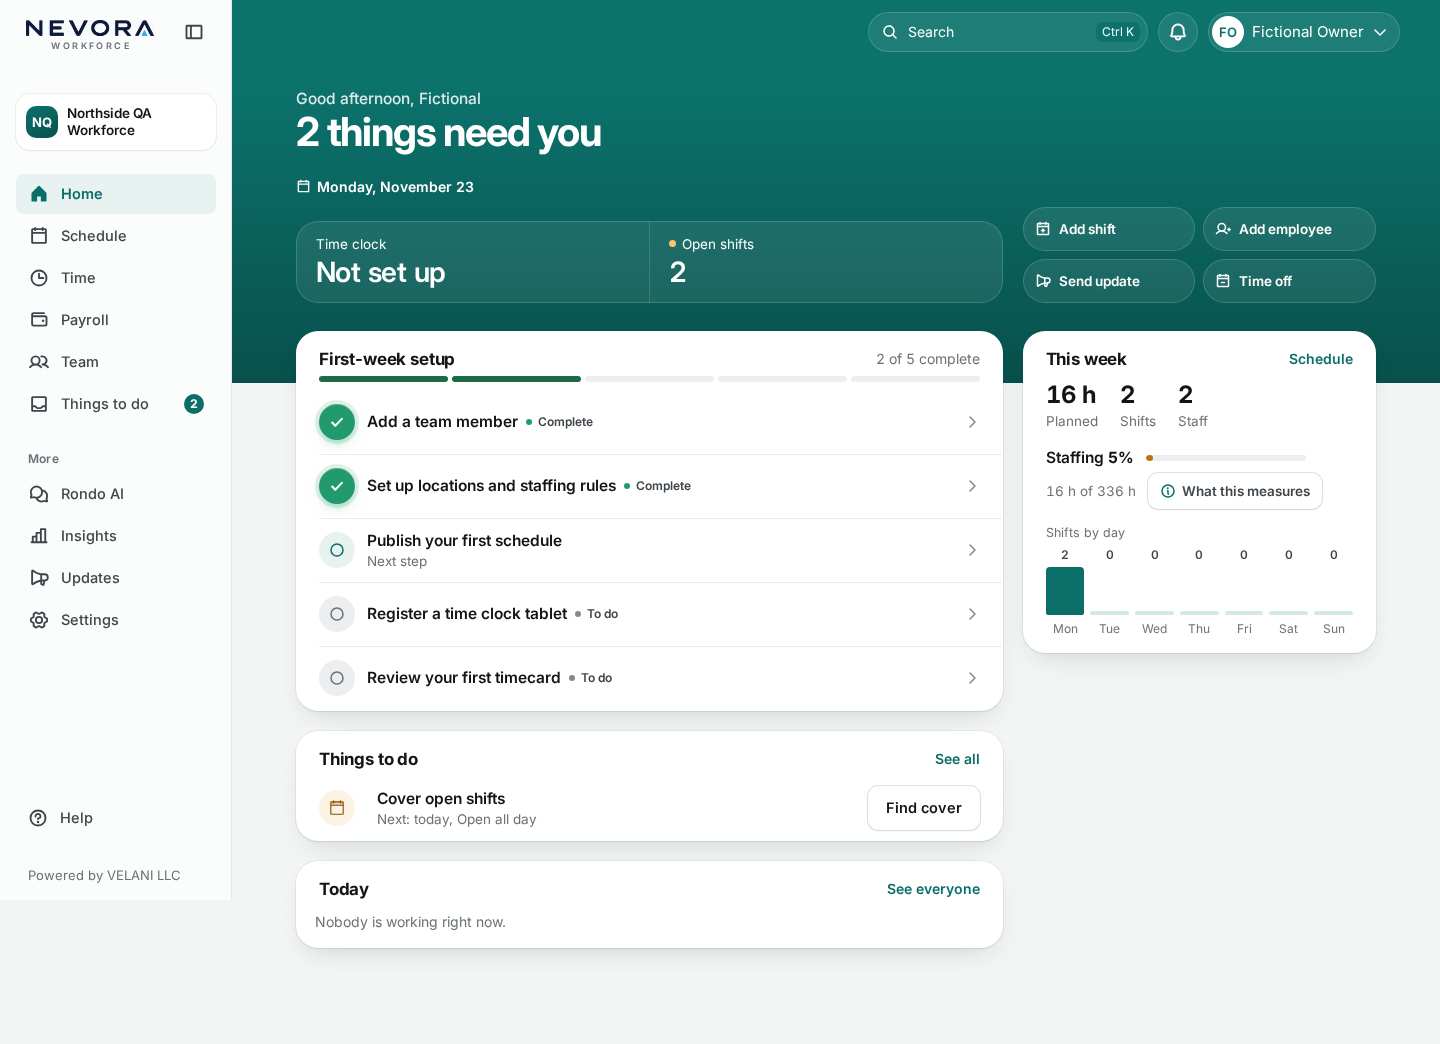 NEVORA
WORKFORCE
Search
Ctrl K
FO
Fictional Owner
NQ
Northside QA
Workforce
Home
Schedule
Time
Payroll
Team
Things to do
2
More
Rondo AI
Insights
Updates
Settings
Help
Powered by VELANI LLC
Good afternoon, Fictional
2 things need you
Monday, November 23
Time clock
Not set up
Open shifts
2
Add shift
Add employee
Send update
Time off
First-week setup
2 of 5 complete
Add a team member
Complete
Set up locations and staffing rules
Complete
Publish your first schedule
Next step
Register a time clock tablet
To do
Review your first timecard
To do
This week
Schedule
16 h 2 2
Planned Shifts Staff
Staffing 5%
16 h of 336 h
What this measures
Shifts by day
2 0 0 0 0 0 0
Mon Tue Wed Thu Fri Sat Sun
Things to do
See all
Cover open shifts
Next: today, Open all day
Find cover
Today
See everyone
Nobody is working right now.